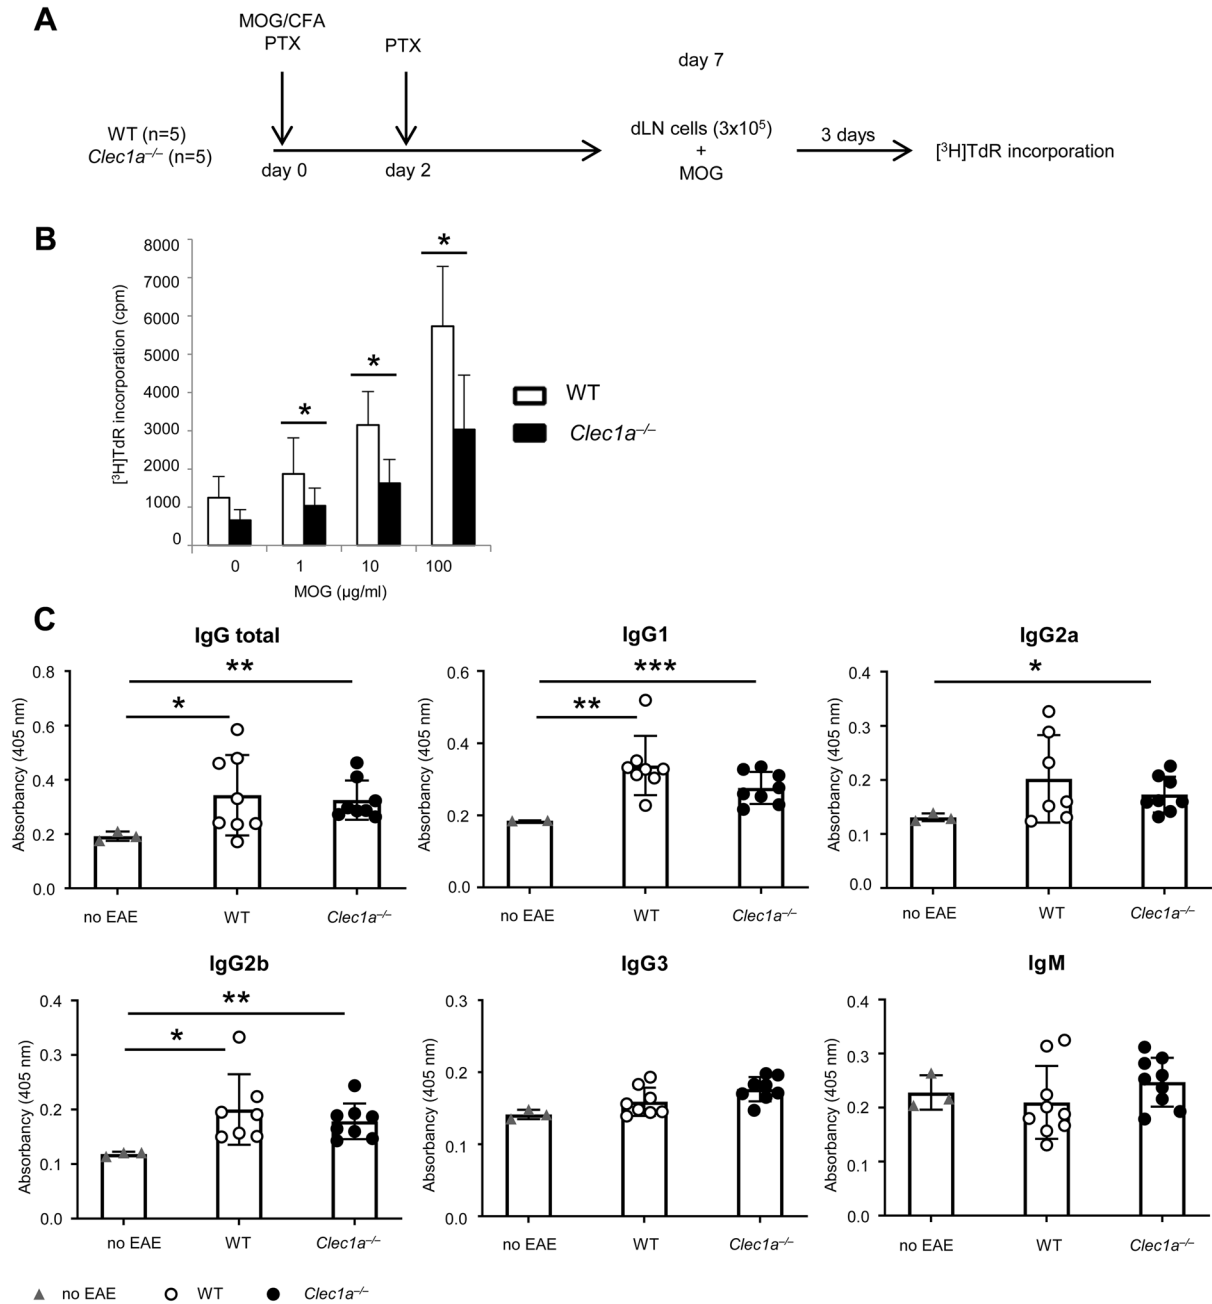 A
MOG/CFA
PTX
PTX
day 7
WT (n=5)
Clec1a–/– (n=5)
day 0
day 2
dLN cells (3x10⁵)
+
MOG
3 days
[³H]TdR incorporation
B
[³H]TdR incorporation (cpm)
8000
7000
6000
5000
4000
3000
2000
1000
0
*
*
*
0 1 10 100
MOG (µg/ml)
WT
Clec1a–/–
C
IgG total
Absorbancy (405 nm)
0.8
0.6
0.4
0.2
0.0
**
*
no EAE WT Clec1a–/–
IgG1
Absorbancy (405 nm)
0.6
0.4
0.2
0.0
***
**
no EAE WT Clec1a–/–
IgG2a
Absorbancy (405 nm)
0.4
0.3
0.2
0.1
0.0
*
no EAE WT Clec1a–/–
IgG2b
Absorbancy (405 nm)
0.4
0.3
0.2
0.1
0.0
**
*
no EAE WT Clec1a–/–
IgG3
Absorbancy (405 nm)
0.3
0.2
0.1
0.0
no EAE WT Clec1a–/–
IgM
Absorbancy (405 nm)
0.4
0.3
0.2
0.1
0.0
no EAE WT Clec1a–/–
no EAE WT Clec1a–/–